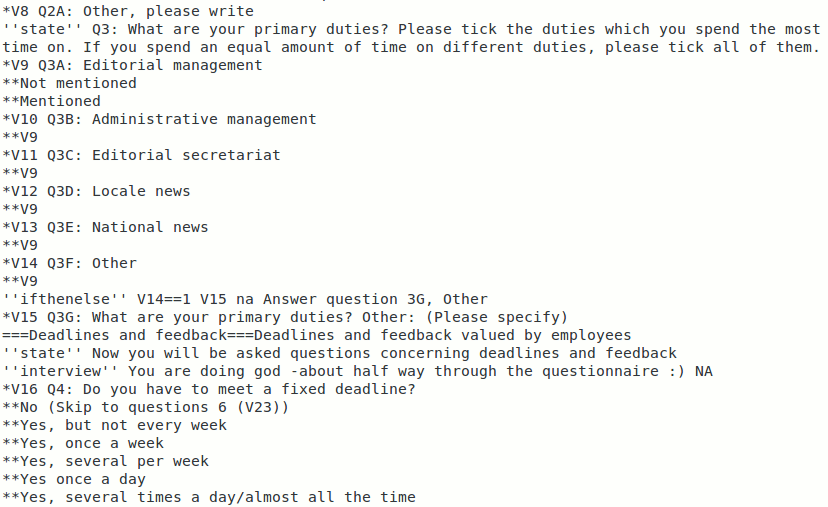 *V8 Q2A: Other, please write
''state'' Q3: What are your primary duties? Please tick the duties which you spend the most
time on. If you spend an equal amount of time on different duties, please tick all of them.
*V9 Q3A: Editorial management
**Not mentioned
**Mentioned
*V10 Q3B: Administrative management
**V9
*V11 Q3C: Editorial secretariat
**V9
*V12 Q3D: Locale news
**V9
*V13 Q3E: National news
**V9
*V14 Q3F: Other
**V9
''ifthenelse'' V14==1 V15 na Answer question 3G, Other
*V15 Q3G: What are your primary duties? Other: (Please specify)
===Deadlines and feedback===Deadlines and feedback valued by employees
''state'' Now you will be asked questions concerning deadlines and feedback
''interview'' You are doing god -about half way through the questionnaire :) NA
*V16 Q4: Do you have to meet a fixed deadline?
**No (Skip to questions 6 (V23))
**Yes, but not every week
**Yes, once a week
**Yes, several per week
**Yes once a day
**Yes, several times a day/almost all the time